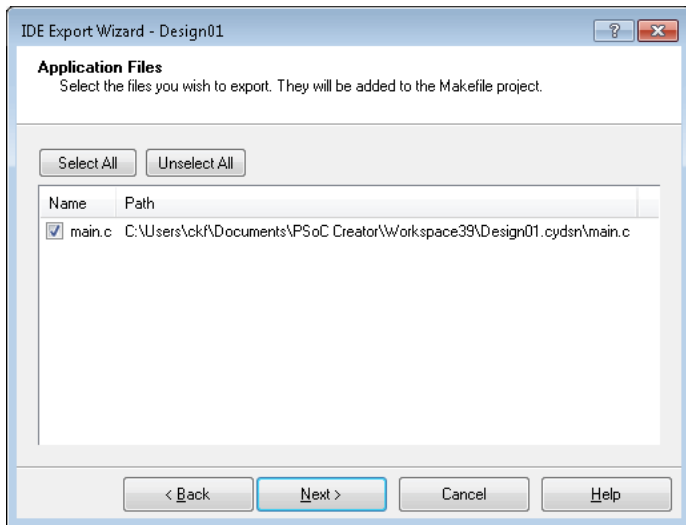 IDE Export Wizard - Design01
Application Files
Select the files you wish to export. They will be added to the Makefile project.
Select All Unselect All
Name Path
main.c C:\Users\ckf\Documents\PSoC Creator\Workspace39\Design01.cydsn\main.c
< Back Next > Cancel Help